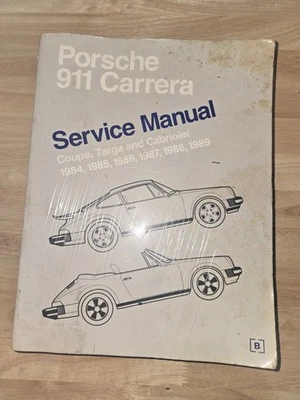 Porsche
911 Carrera
Service Manual
Coupe, Targa and Cabriolet
1984, 1985, 1986, 1987, 1988, 1989
B